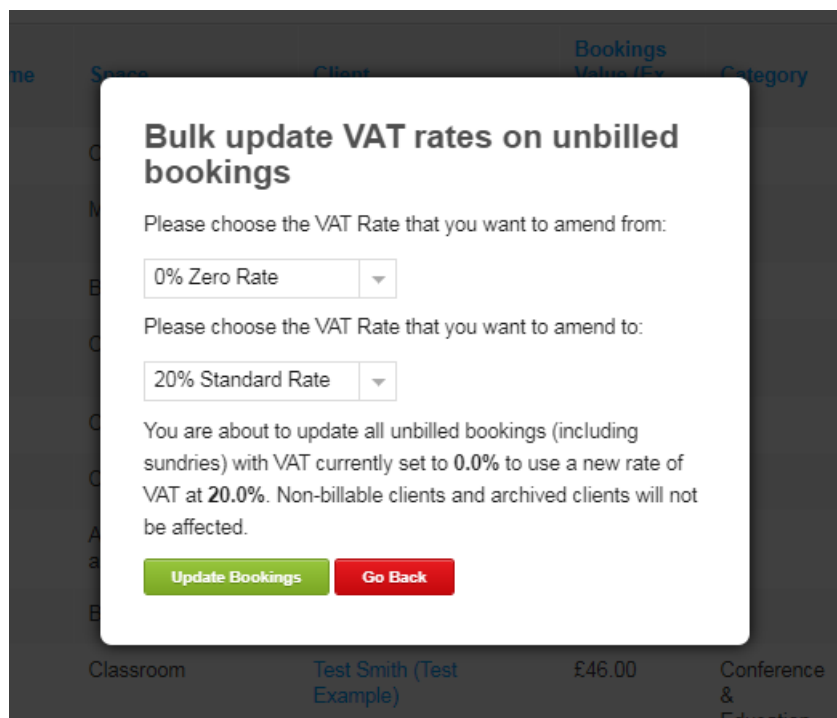 Bookings
me Space Client Value (Ex Category
Bulk update VAT rates on unbilled
bookings
Please choose the VAT Rate that you want to amend from:
0% Zero Rate
Please choose the VAT Rate that you want to amend to:
20% Standard Rate
You are about to update all unbilled bookings (including
sundries) with VAT currently set to 0.0% to use a new rate of
VAT at 20.0%. Non-billable clients and archived clients will not
be affected.
Update Bookings Go Back
Classroom Test Smith (Test £46.00 Conference
Example) &
Education